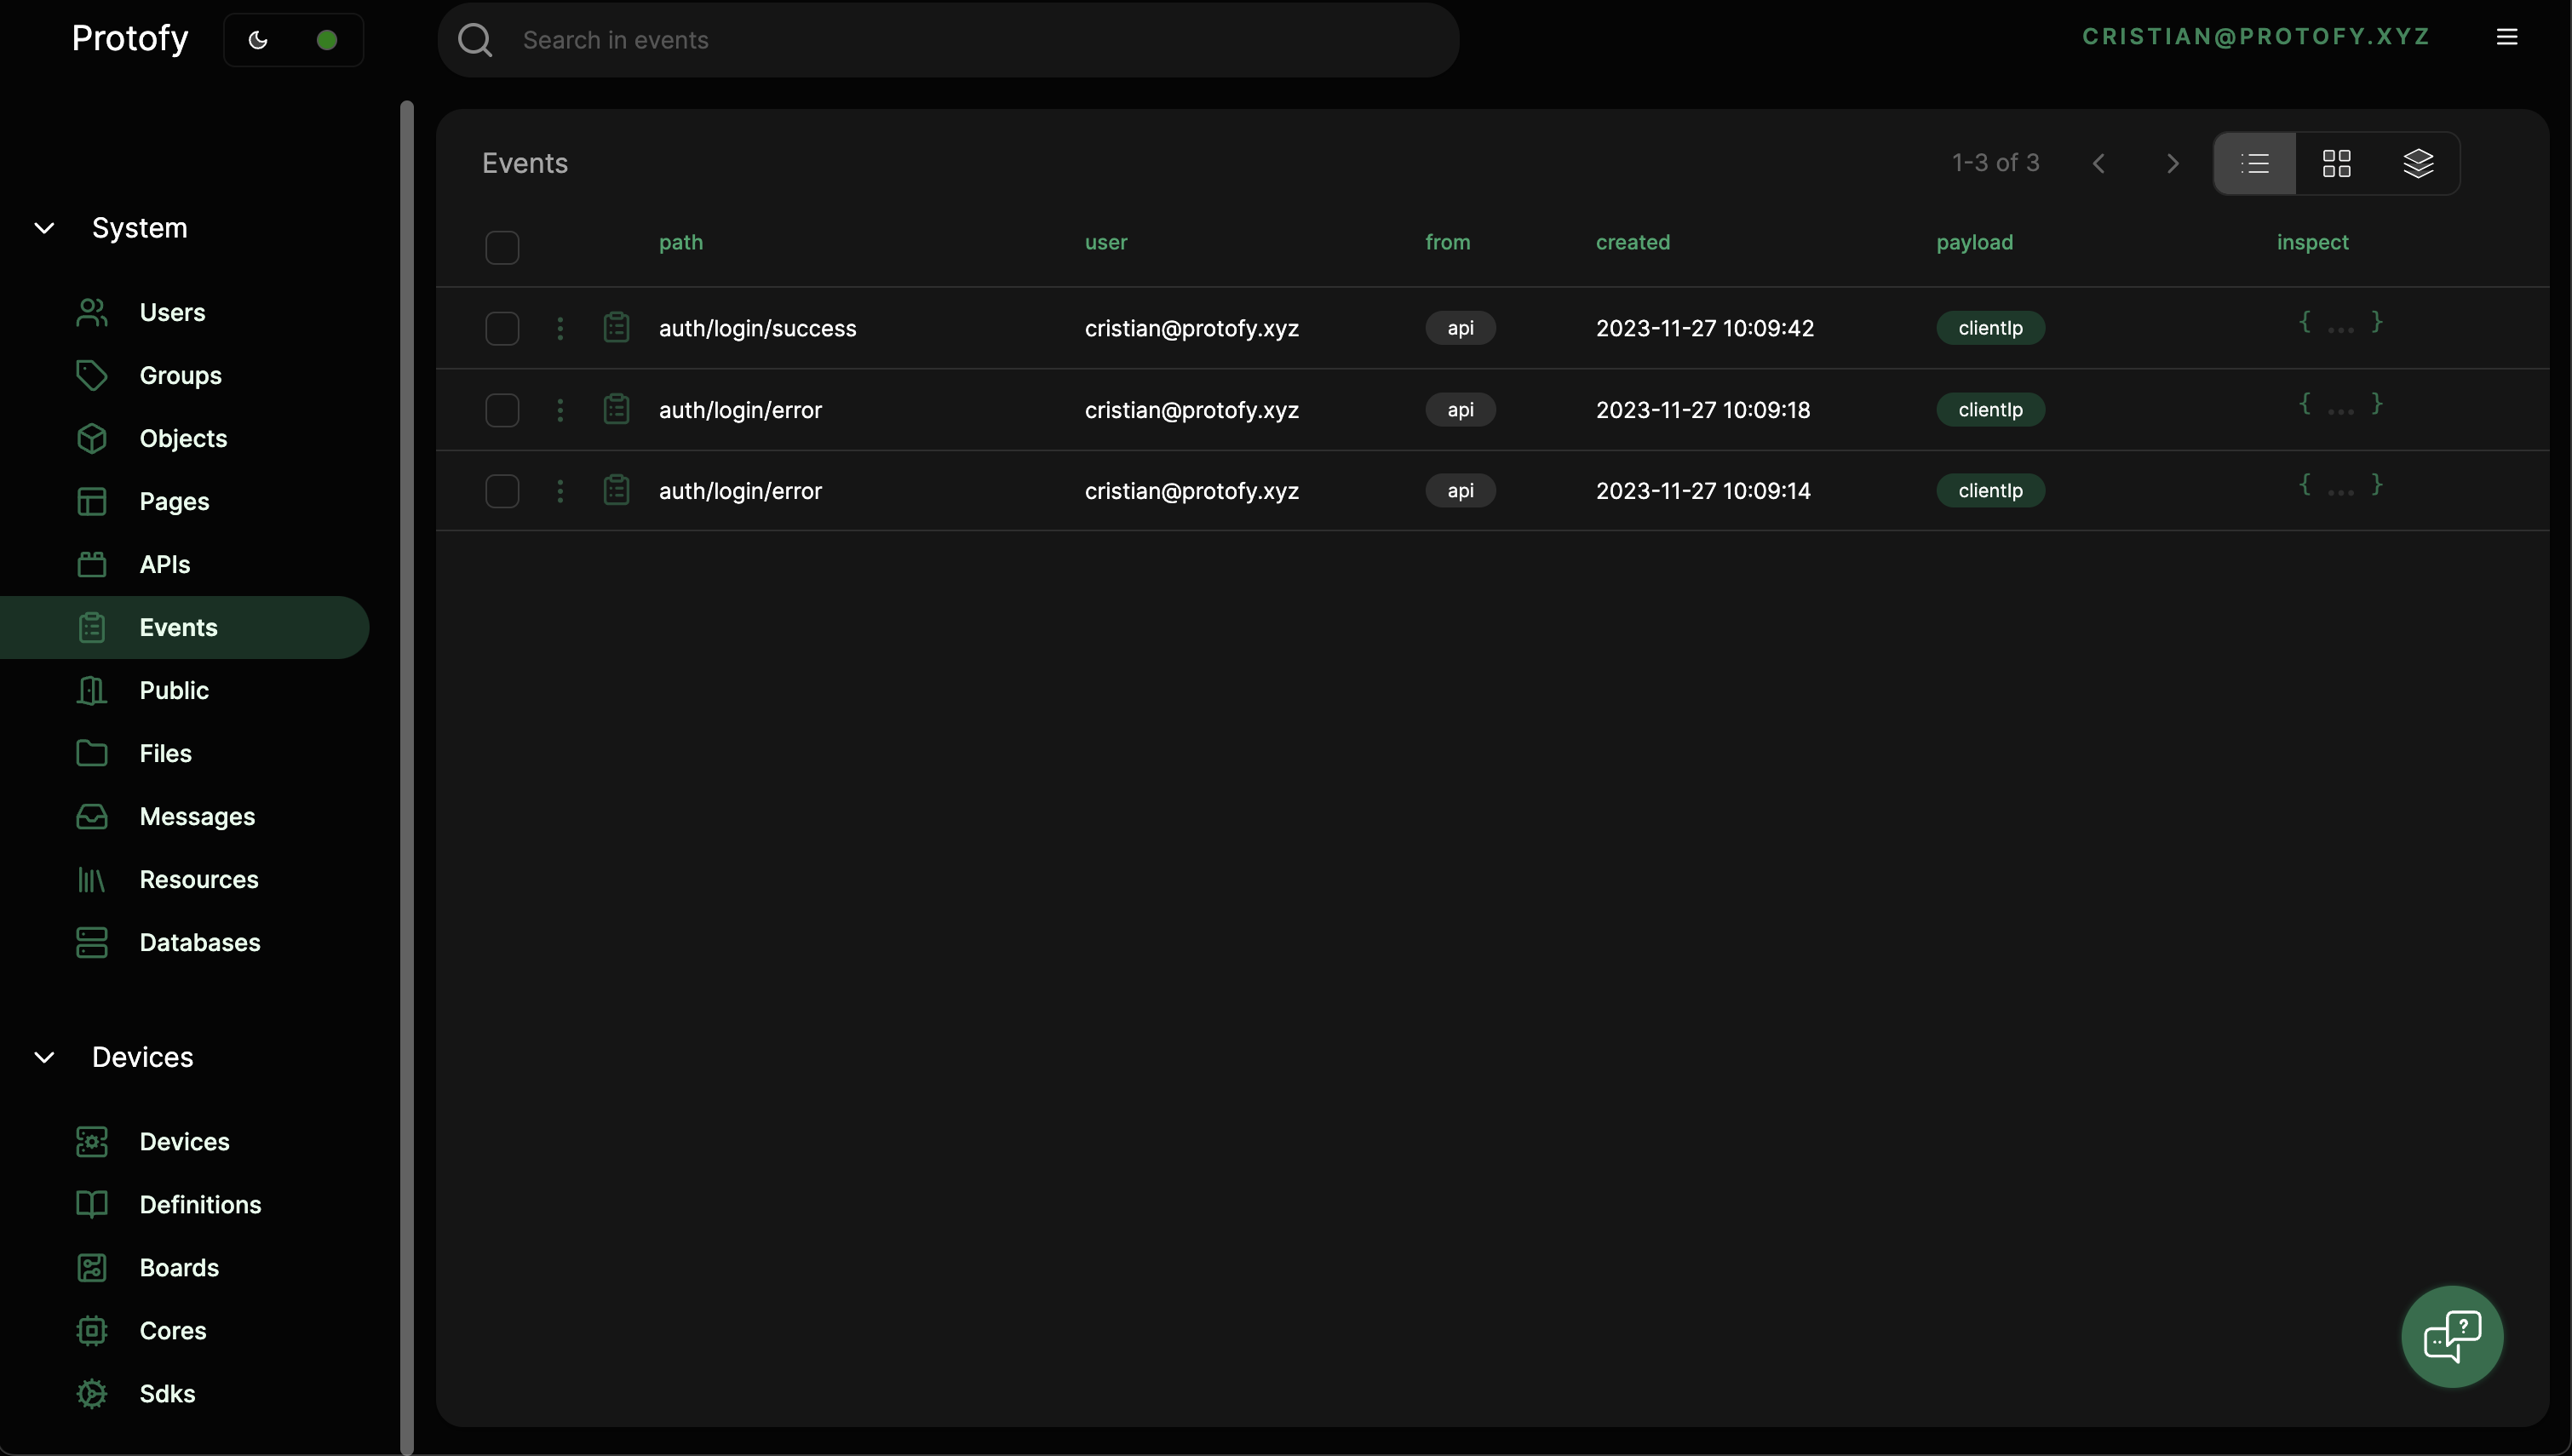 Protofy
Search in events
CRISTIAN@PROTOFY.XYZ
System
Users
Groups
Objects
Pages
APIs
Events
Public
Files
Messages
Resources
Databases
Devices
Devices
Definitions
Boards
Cores
Sdks
Events
1-3 of 3
path user from created payload inspect
auth/login/success cristian@protofy.xyz api 2023-11-27 10:09:42 clientIp { ... }
auth/login/error cristian@protofy.xyz api 2023-11-27 10:09:18 clientIp { ... }
auth/login/error cristian@protofy.xyz api 2023-11-27 10:09:14 clientIp { ... }
?